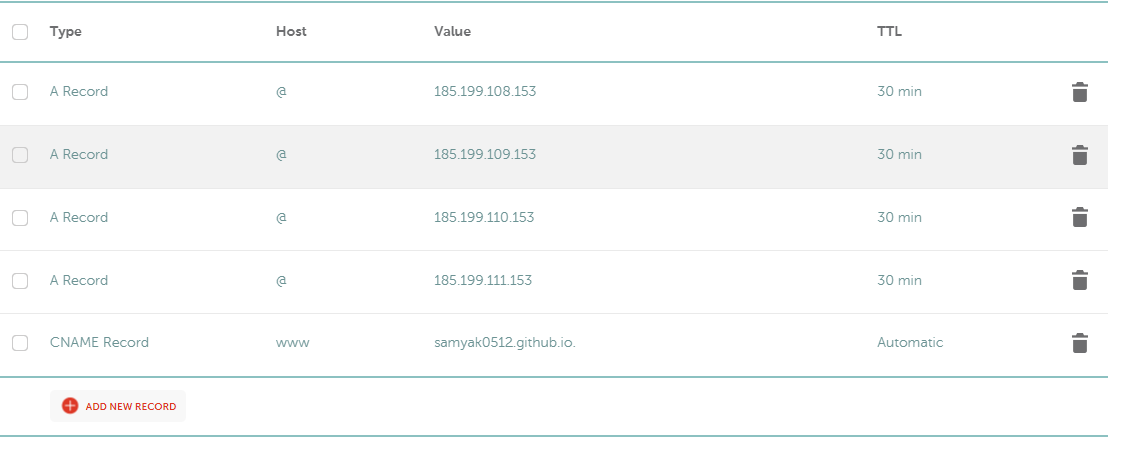 Type Host Value TTL
A Record @ 185.199.108.153 30 min
A Record @ 185.199.109.153 30 min
A Record @ 185.199.110.153 30 min
A Record @ 185.199.111.153 30 min
CNAME Record www samyak0512.github.io. Automatic
ADD NEW RECORD